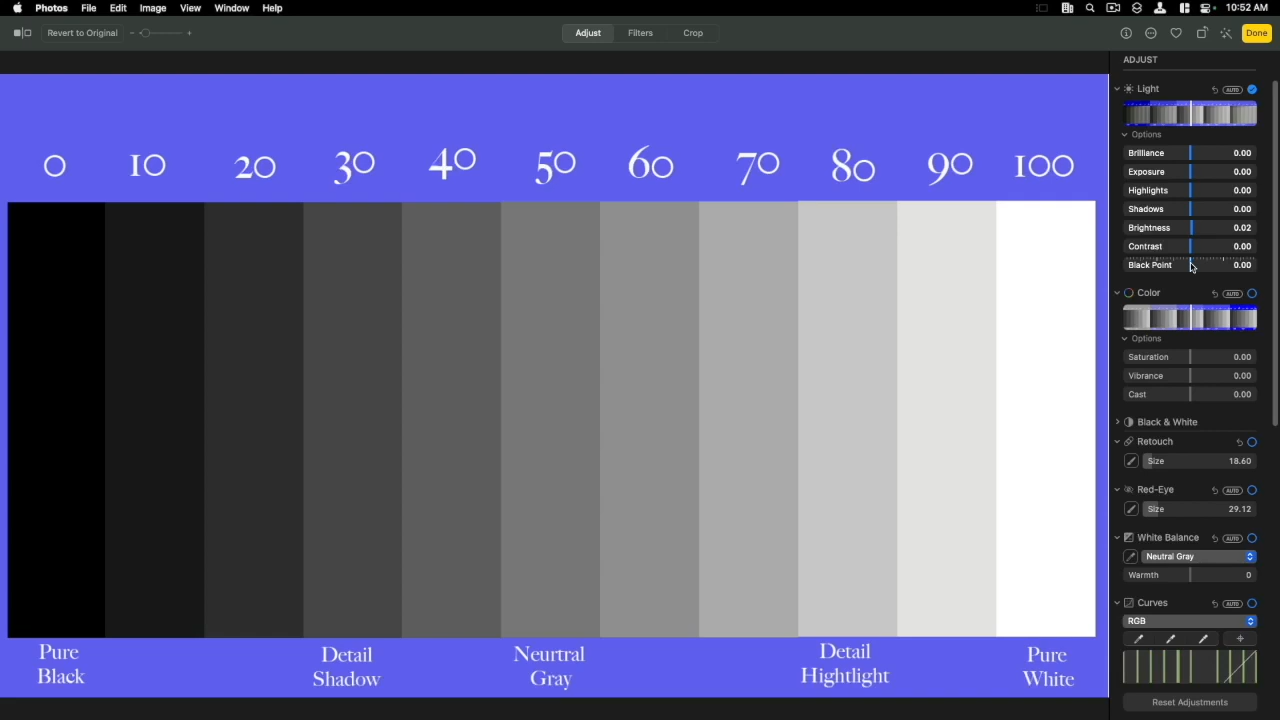 Photos File Edit Image View Window Help 10:52 AM
Revert to Original - + Adjust Filters Crop Done
ADJUST
Light AUTO
Options
Brilliance 0.00
Exposure 0.00
Highlights 0.00
Shadows 0.00
Brightness 0.02
Contrast 0.00
Black Point 0.00
Color AUTO
Options
Saturation 0.00
Vibrance 0.00
Cast 0.00
Black & White
Retouch
Size 18.60
Red-Eye AUTO
Size 29.12
White Balance AUTO
Neutral Gray
Warmth 0
Curves AUTO
RGB
Reset Adjustments
0 10 20 30 40 50 60 70 80 90 100
Pure
Black
Detail
Shadow
Neurtral
Gray
Detail
Hightlight
Pure
White